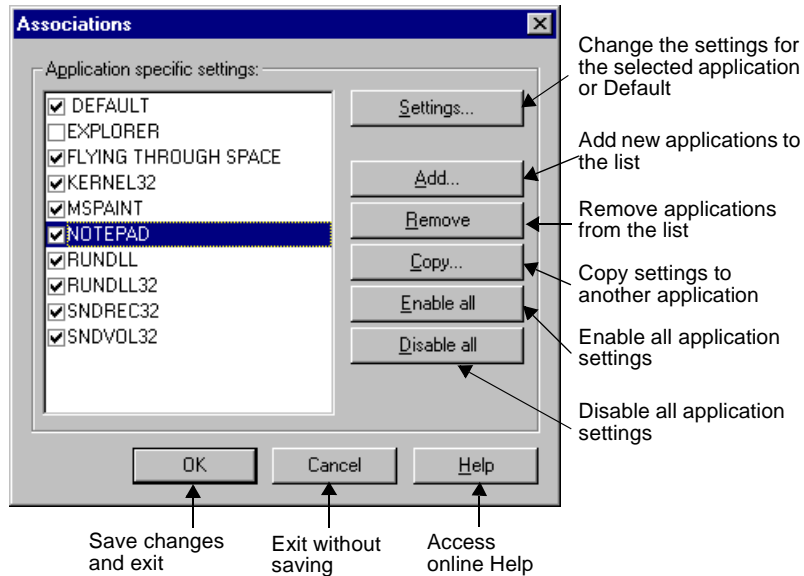 Associations
Application specific settings:
DEFAULT
EXPLORER
FLYING THROUGH SPACE
KERNEL32
MSPAINT
NOTEPAD
RUNDLL
RUNDLL32
SNDREC32
SNDVOL32
Settings...
Add...
Remove
Copy...
Enable all
Disable all
OK
Cancel
Help
Change the settings for
the selected application
or Default
Add new applications to
the list
Remove applications
from the list
Copy settings to
another application
Enable all application
settings
Disable all application
settings
Save changes
and exit
Exit without
saving
Access
online Help